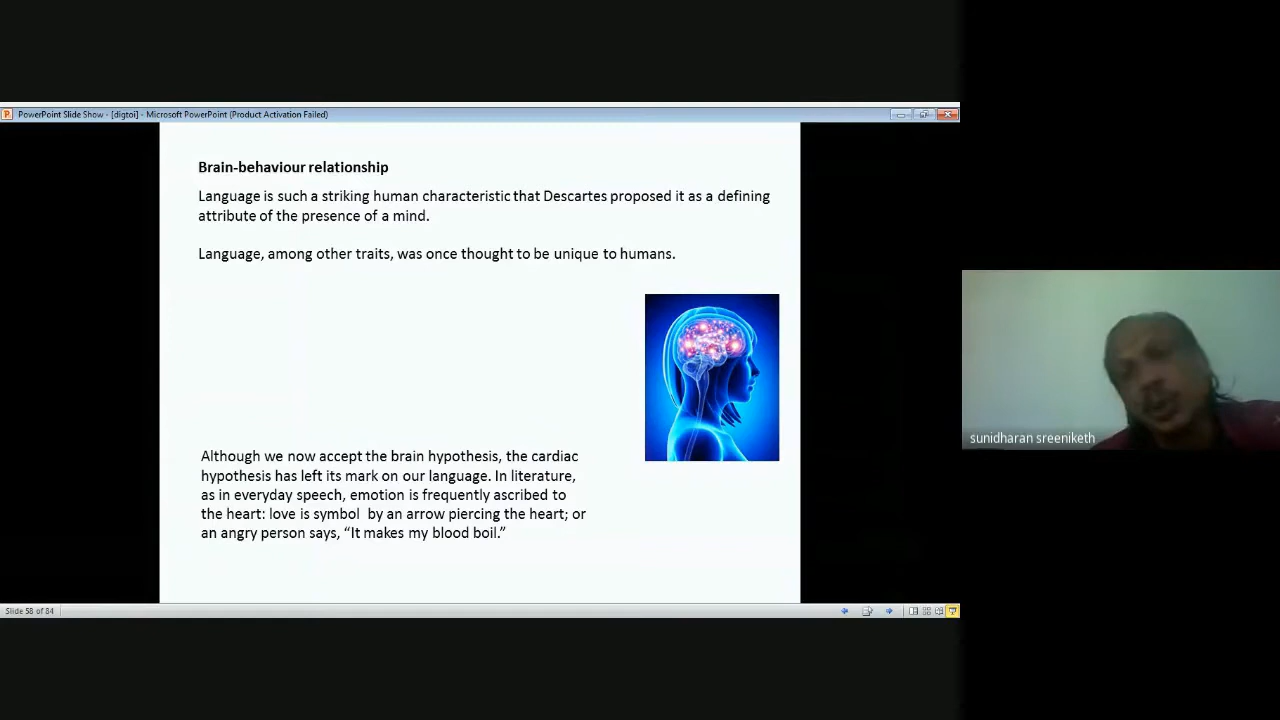 PowerPoint Slide Show - [digtoi] - Microsoft PowerPoint (Product Activation Failed)
Brain-behaviour relationship
Language is such a striking human characteristic that Descartes proposed it as a defining
attribute of the presence of a mind.
Language, among other traits, was once thought to be unique to humans.
Although we now accept the brain hypothesis, the cardiac
hypothesis has left its mark on our language. In literature,
as in everyday speech, emotion is frequently ascribed to
the heart: love is symbol by an arrow piercing the heart; or
an angry person says, “It makes my blood boil.”
sunidharan sreeniketh
Slide 58 of 84